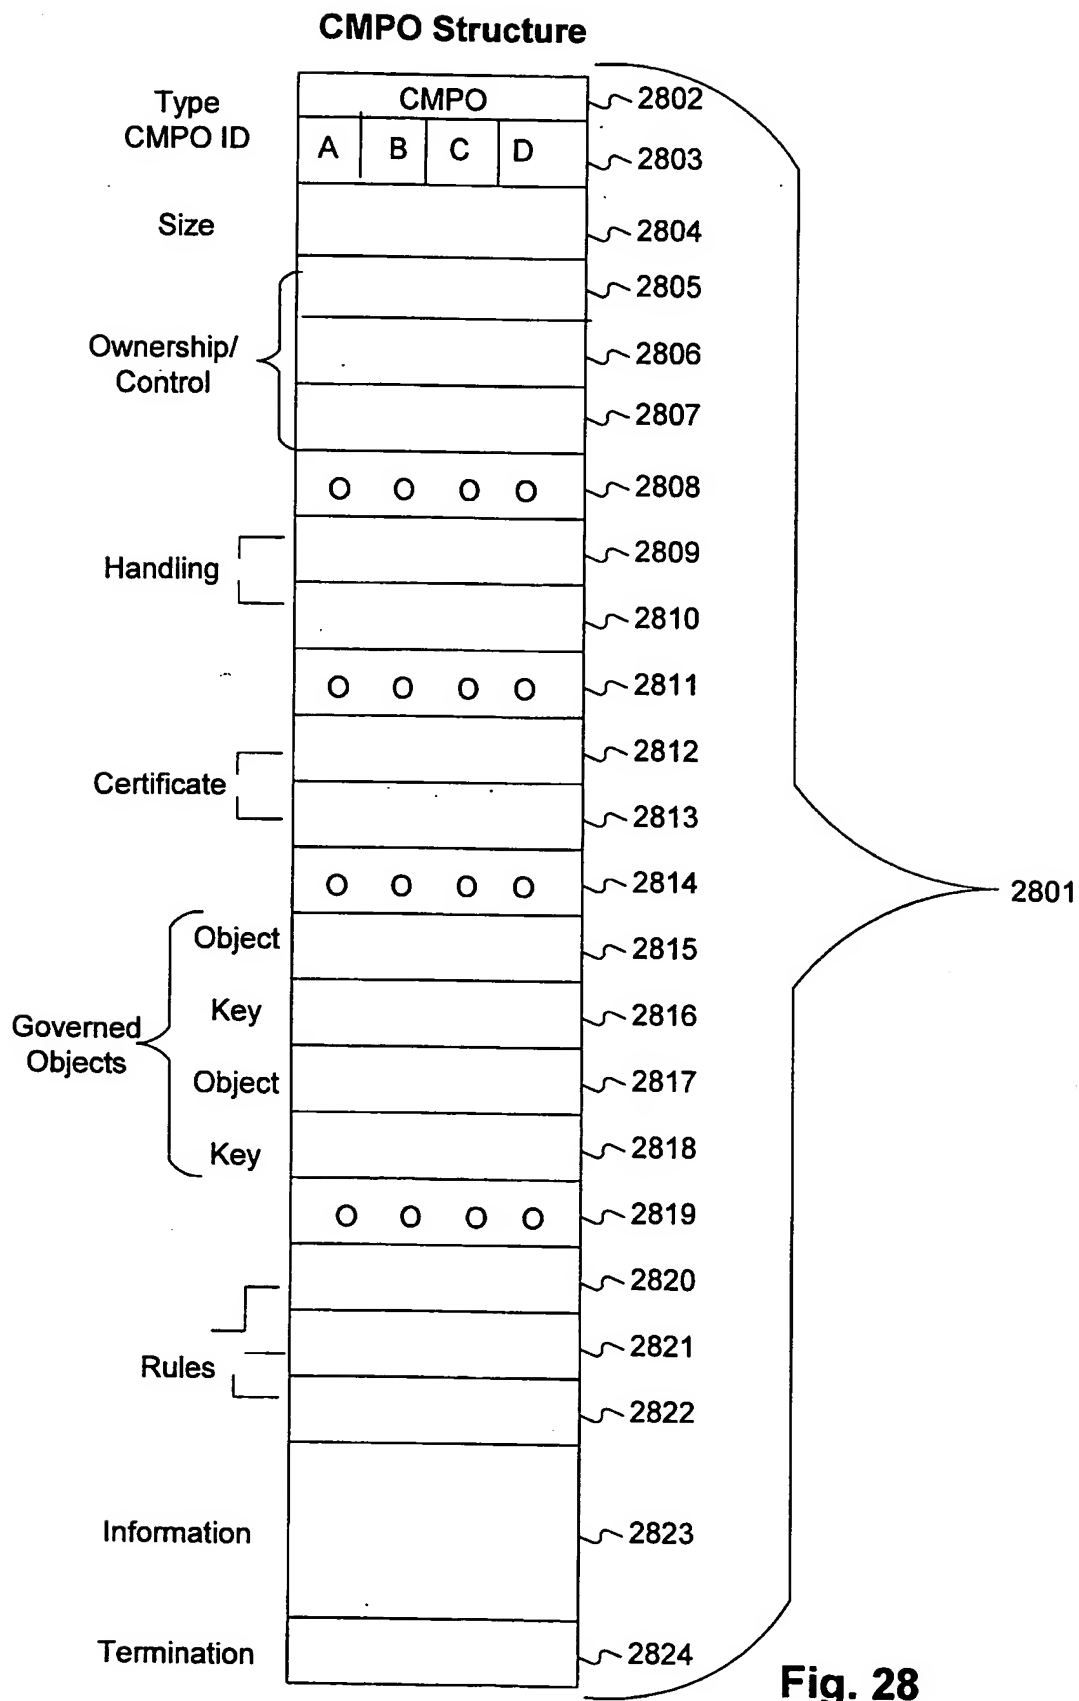 CMPO Structure
Type
CMPO ID
CMPO
2802
A B C D
2803
Size
2804
2805
Ownership/
Control
2806
2807
O O O O
2808
Handling
2809
2810
O O O O
2811
Certificate
2812
2813
O O O O
2814
2801
Governed
Objects
Object
2815
Key
2816
Object
2817
Key
2818
O O O O
2819
2820
Rules
2821
2822
Information
2823
Termination
2824
Fig. 28